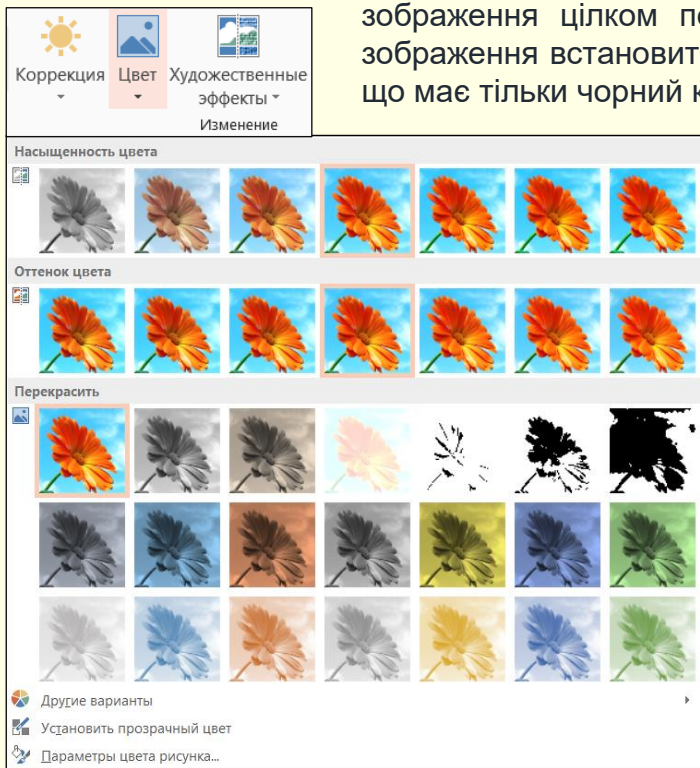 зображення цілком
зображення встановит
що має тільки чорний
Коррекция Цвет Художественные
эффекты
Изменение
Насыщенность цвета
Оттенок цвета
Перекрасить
Другие варианты
Установить прозрачный цвет
Параметры цвета рисунка...